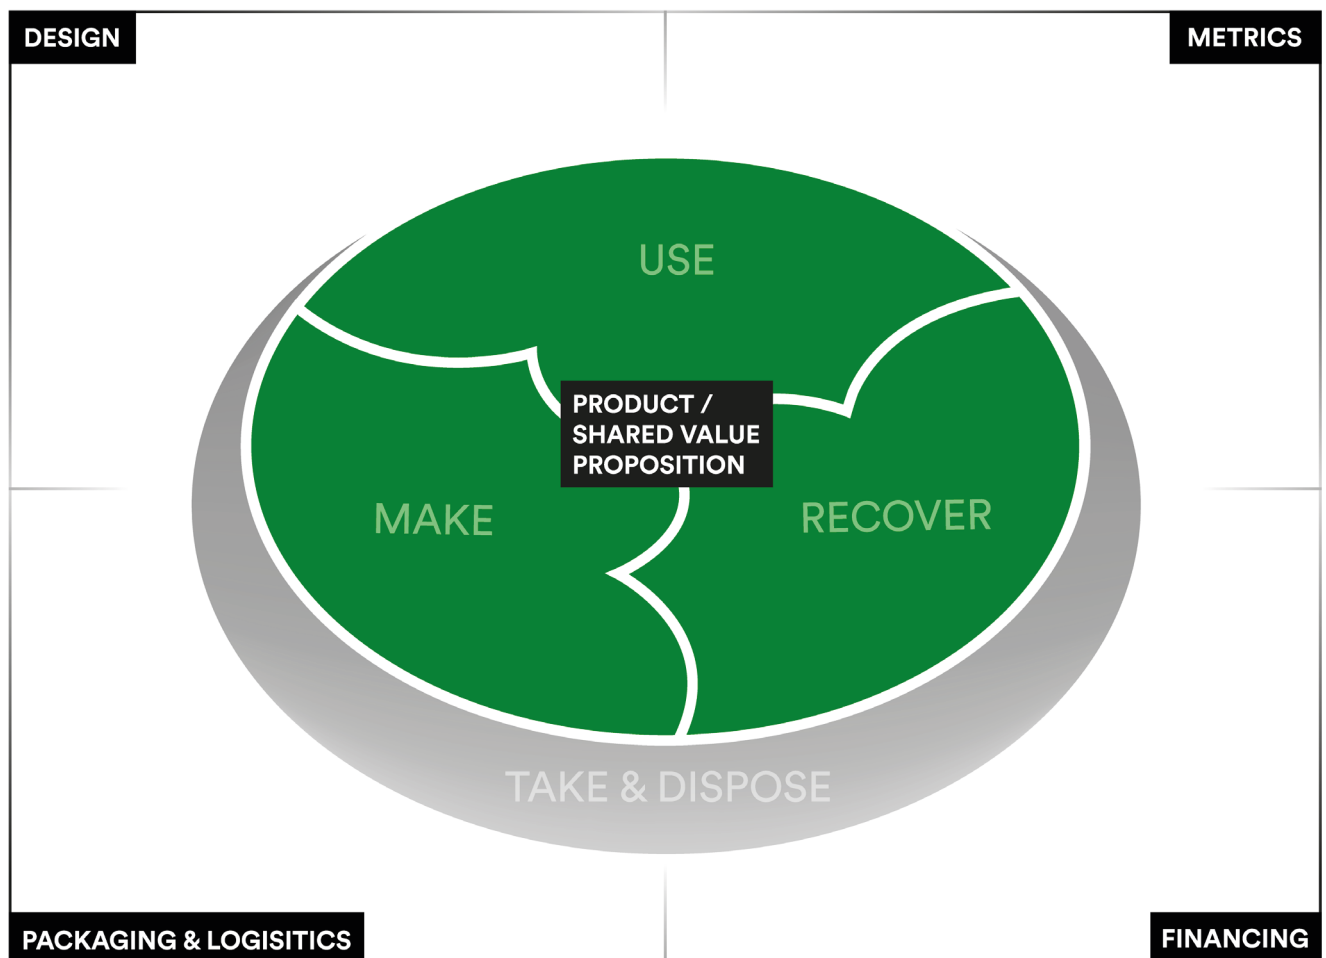 DESIGN
METRICS
USE
PRODUCT /
SHARED VALUE
PROPOSITION
MAKE
RECOVER
TAKE & DISPOSE
PACKAGING & LOGISITICS
FINANCING